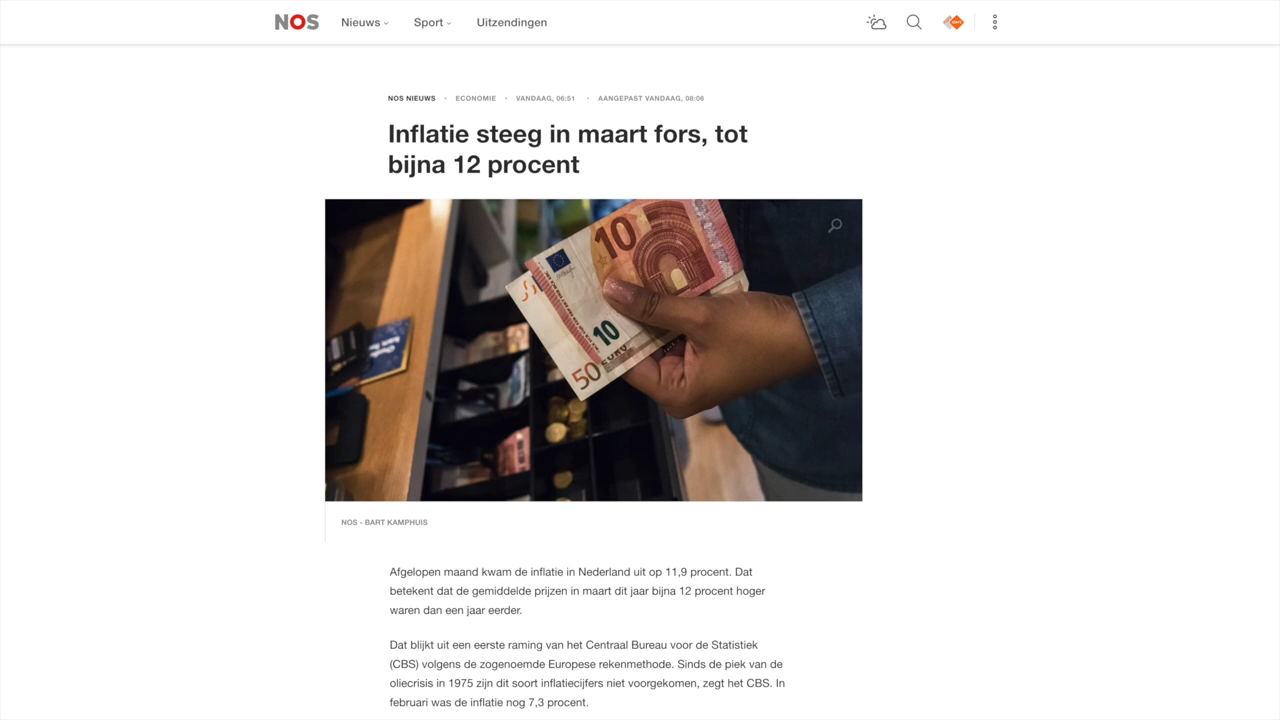 NOS Nieuws Sport Uitzendingen
NOS NIEUWS • ECONOMIE • VANDAAG, 06:51 • AANGEPAST VANDAAG, 08:06
Inflatie steeg in maart fors, tot
bijna 12 procent
10
10
50 EURO
NOS - BART KAMPHUIS
Afgelopen maand kwam de inflatie in Nederland uit op 11,9 procent. Dat
betekent dat de gemiddelde prijzen in maart dit jaar bijna 12 procent hoger
waren dan een jaar eerder.
Dat blijkt uit een eerste raming van het Centraal Bureau voor de Statistiek
(CBS) volgens de zogenoemde Europese rekenmethode. Sinds de piek van de
oliecrisis in 1975 zijn dit soort inflatiecijfers niet voorgekomen, zegt het CBS. In
februari was de inflatie nog 7,3 procent.